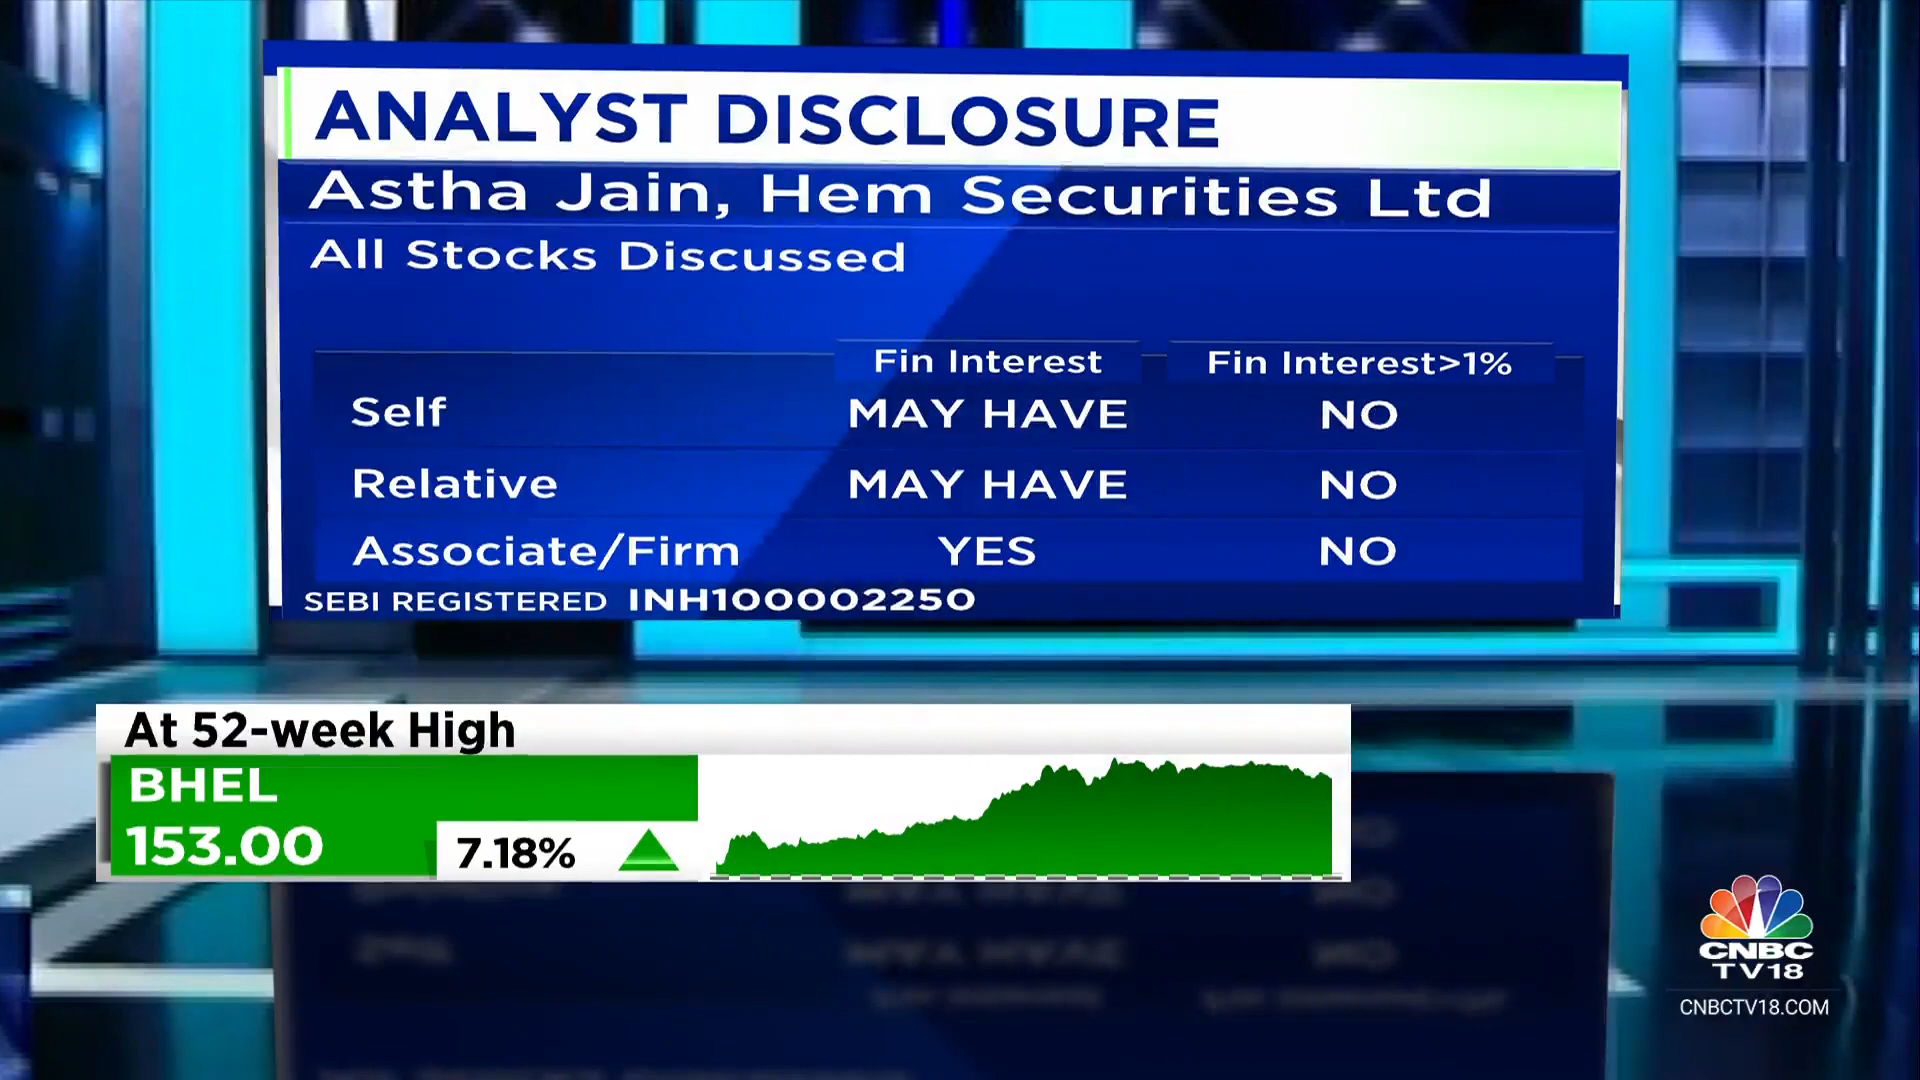 ANALYST DISCLOSURE
Astha Jain, Hem Securities Ltd
All Stocks Discussed
Fin Interest Fin Interest>1%
Self MAY HAVE NO
Relative MAY HAVE NO
Associate/Firm YES NO
SEBI REGISTERED INH100002250
At 52-week High
BHEL
153.00 7.18%
CNBC
TV18
CNBCTV18.COM